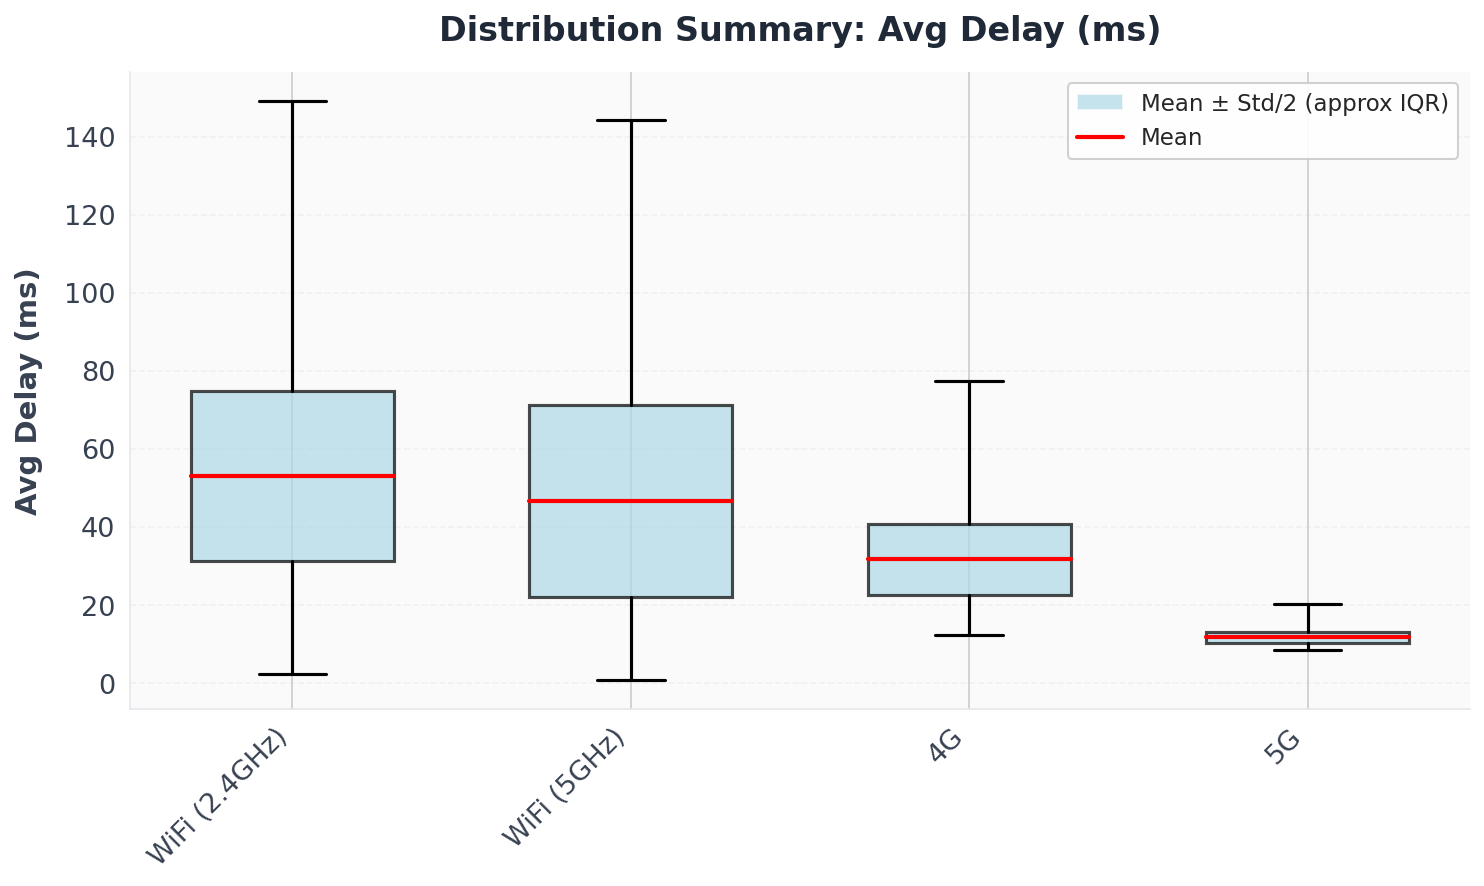 Distribution Summary: Avg Delay (ms)
Mean ± Std/2 (approx IQR)
Mean
Avg Delay (ms)
140
120
100
80
60
40
20
0
WiFi (2.4GHz)
WiFi (5GHz)
4G
5G